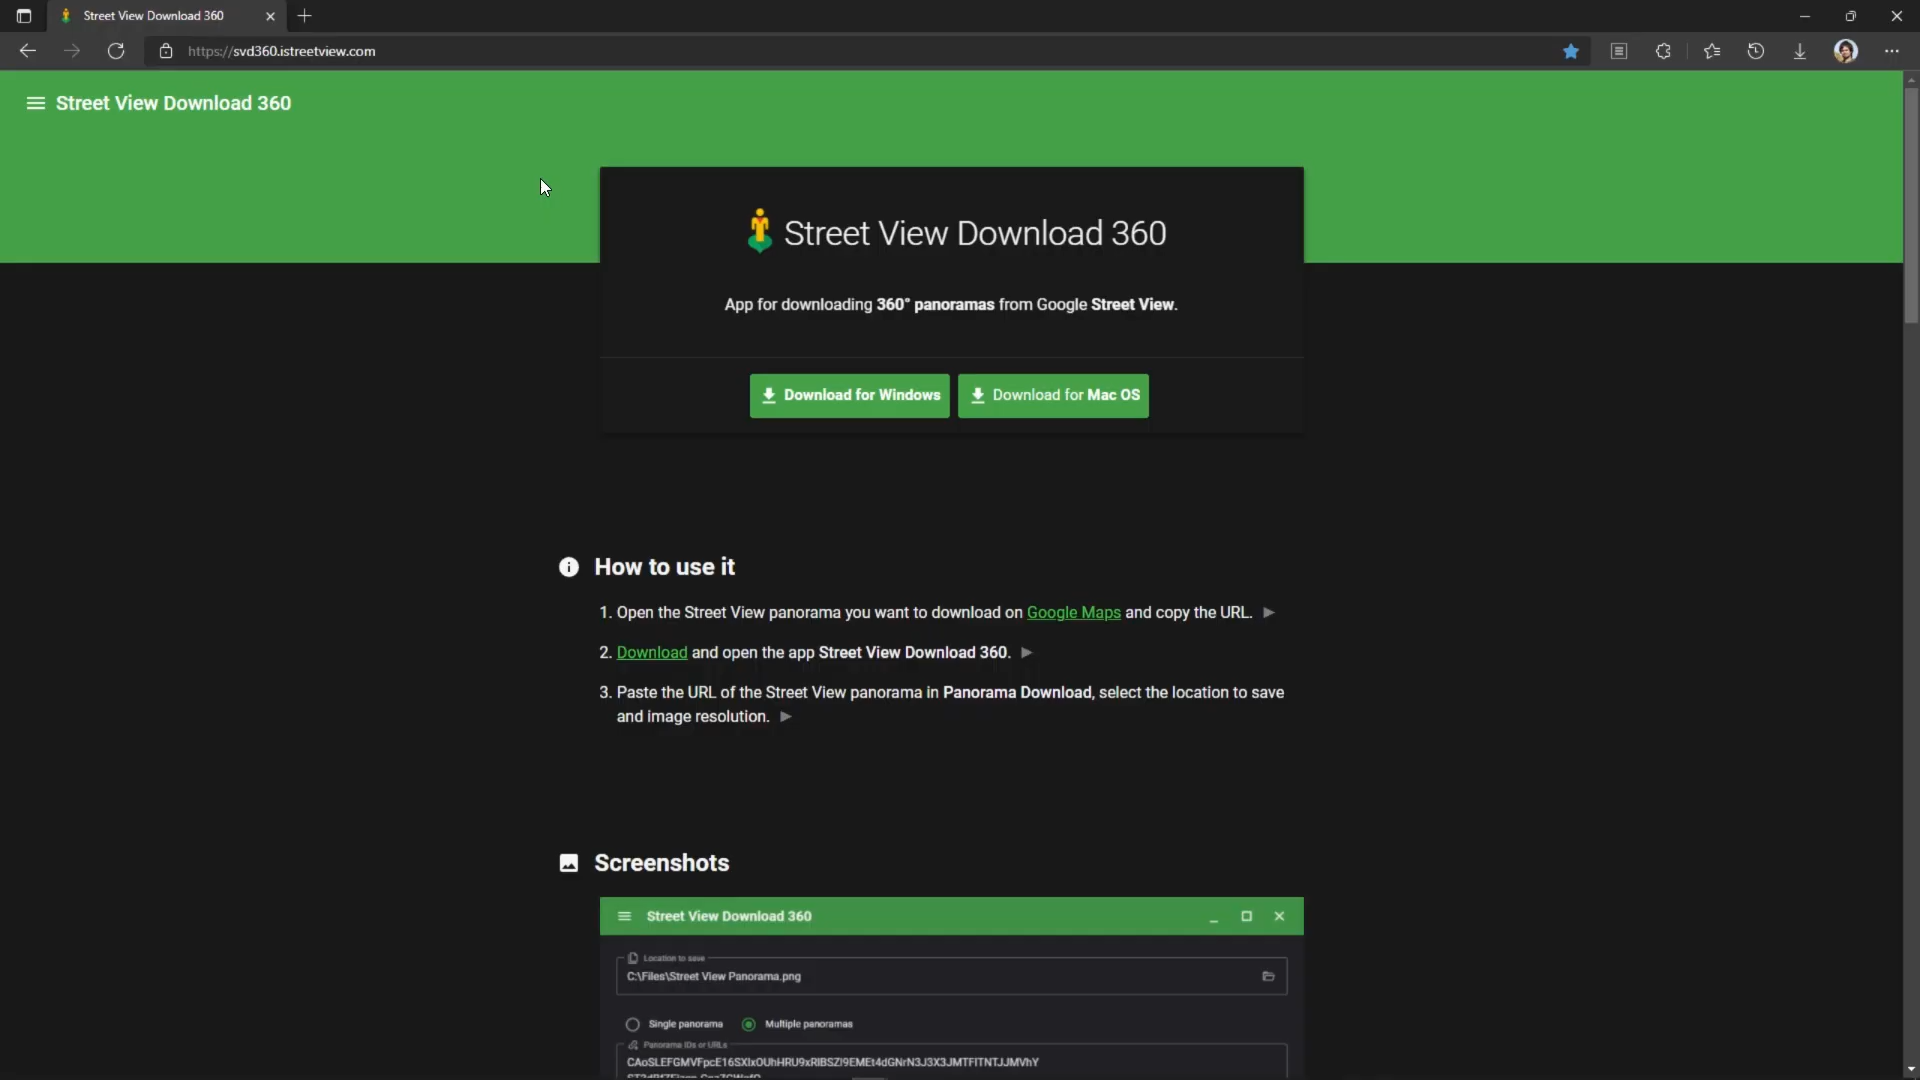 Street View Download 360
https://svd360.istreetview.com
Street View Download 360
Street View Download 360
App for downloading 360° panoramas from Google Street View.
Download for Windows
Download for Mac OS
How to use it
1. Open the Street View panorama you want to download on Google Maps and copy the URL.
2. Download and open the app Street View Download 360.
3. Paste the URL of the Street View panorama in Panorama Download, select the location to save
and image resolution.
Screenshots
Street View Download 360
Location to save
C:\Files\Street View Panorama.png
Single panorama
Multiple panoramas
Panorama IDs or URLs